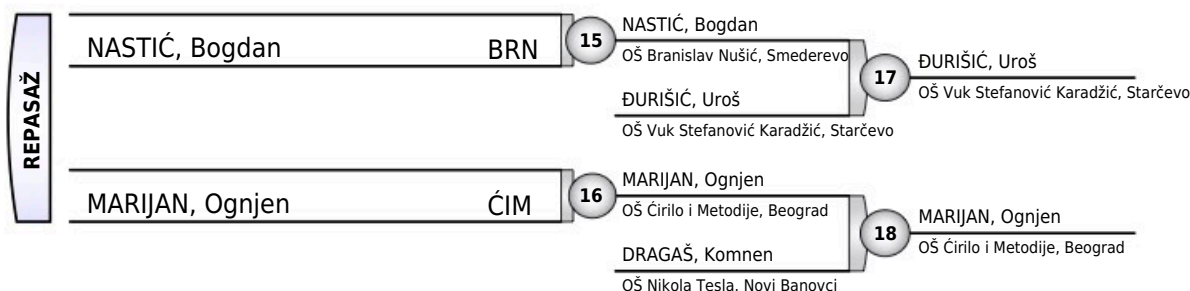 REPASAŽ
NASTIĆ, Bogdan BRN
15
NASTIĆ, Bogdan
OŠ Branislav Nušić, Smederevo
ĐURIŠIĆ, Uroš
OŠ Vuk Stefanović Karadžić, Starčevo
17
ĐURIŠIĆ, Uroš
OŠ Vuk Stefanović Karadžić, Starčevo
MARIJAN, Ognjen ĆIM
16
MARIJAN, Ognjen
OŠ Ćirilo i Metodije, Beograd
DRAGAŠ, Komnen
OŠ Nikola Tesla, Novi Banovci
18
MARIJAN, Ognjen
OŠ Ćirilo i Metodije, Beograd